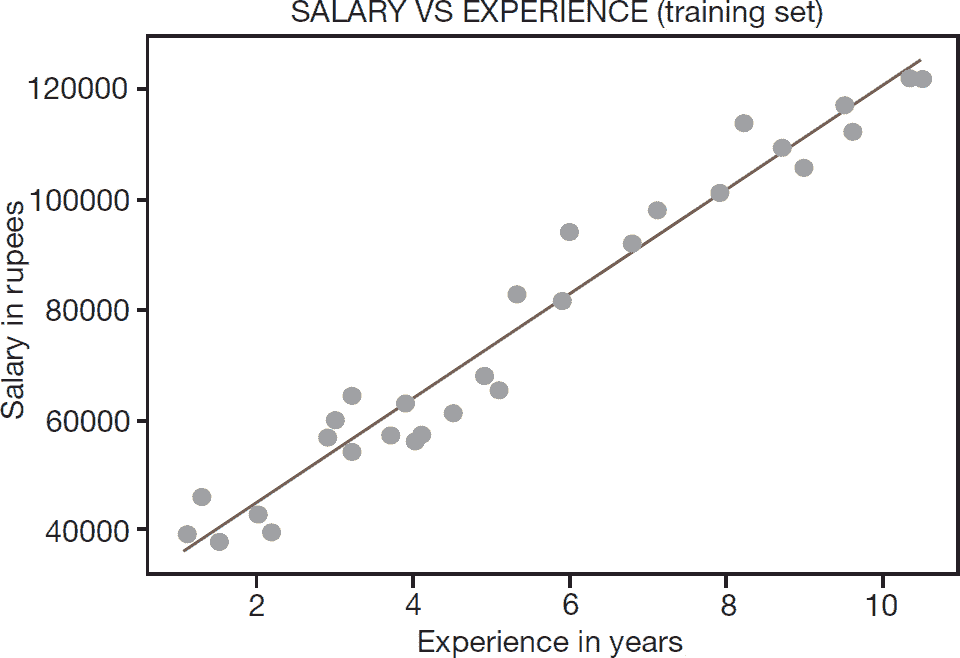 SALARY VS EXPERIENCE (training set)
Salary in rupees
120000
100000
80000
60000
40000
2 4 6 8 10
Experience in years